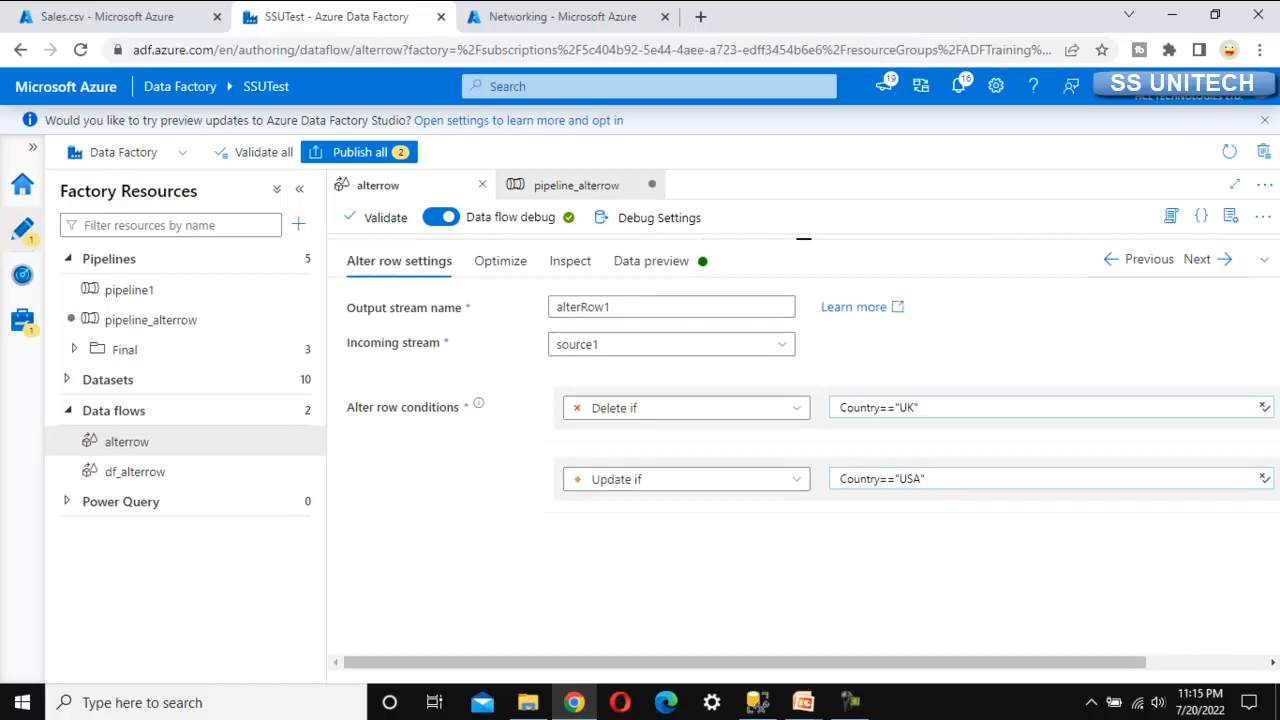 Sales.csv - Microsoft Azure
SSUTest - Azure Data Factory
Networking - Microsoft Azure
adf.azure.com/en/authoring/dataflow/alterrow?factory=%2Fsubscriptions%2F5c404b92-5e44-4aee-a723-edff3454b6e6%2FresourceGroups%2FADFTraining%...
Microsoft Azure
Data Factory
SSUTest
Search
19
16
SS UNITECH
Would you like to try preview updates to Azure Data Factory Studio? Open settings to learn more and opt in
Data Factory
Validate all
Publish all 2
Factory Resources
alterrow
pipeline_alterrow
Filter resources by name
Validate
Data flow debug
Debug Settings
1
Pipelines 5
pipeline1
pipeline_alterrow
Final 3
Datasets 10
Data flows 2
alterrow
df_alterrow
Power Query 0
1
Alter row settings
Optimize
Inspect
Data preview
Previous
Next
Output stream name *
alterRow1
Learn more
Incoming stream *
source1
Alter row conditions *
Delete if
Country=="UK"
Update if
Country=="USA"
Type here to search
11:15 PM
7/20/2022